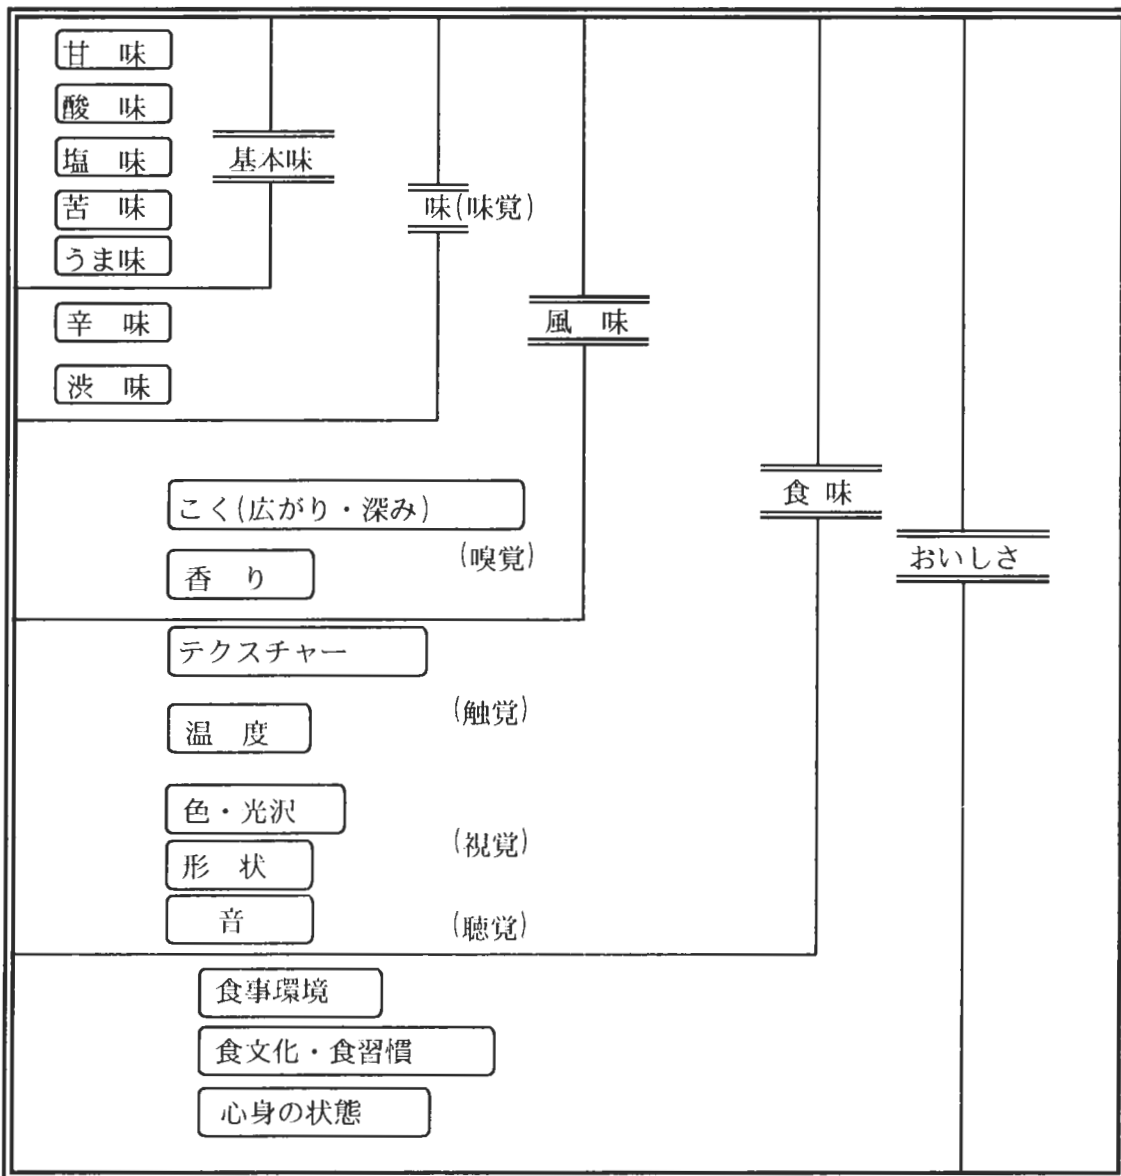 甘 味
酸 味
塩 味
基本味
苦 味
味(味覚)
うま味
辛 味
風 味
渋 味
食 味
こく(広がり・深み)
(嗅覚)
おいしさ
香 り
テクスチャー
(触覚)
温 度
色・光沢
(視覚)
形 状
音
(聴覚)
食事環境
食文化・食習慣
心身の状態